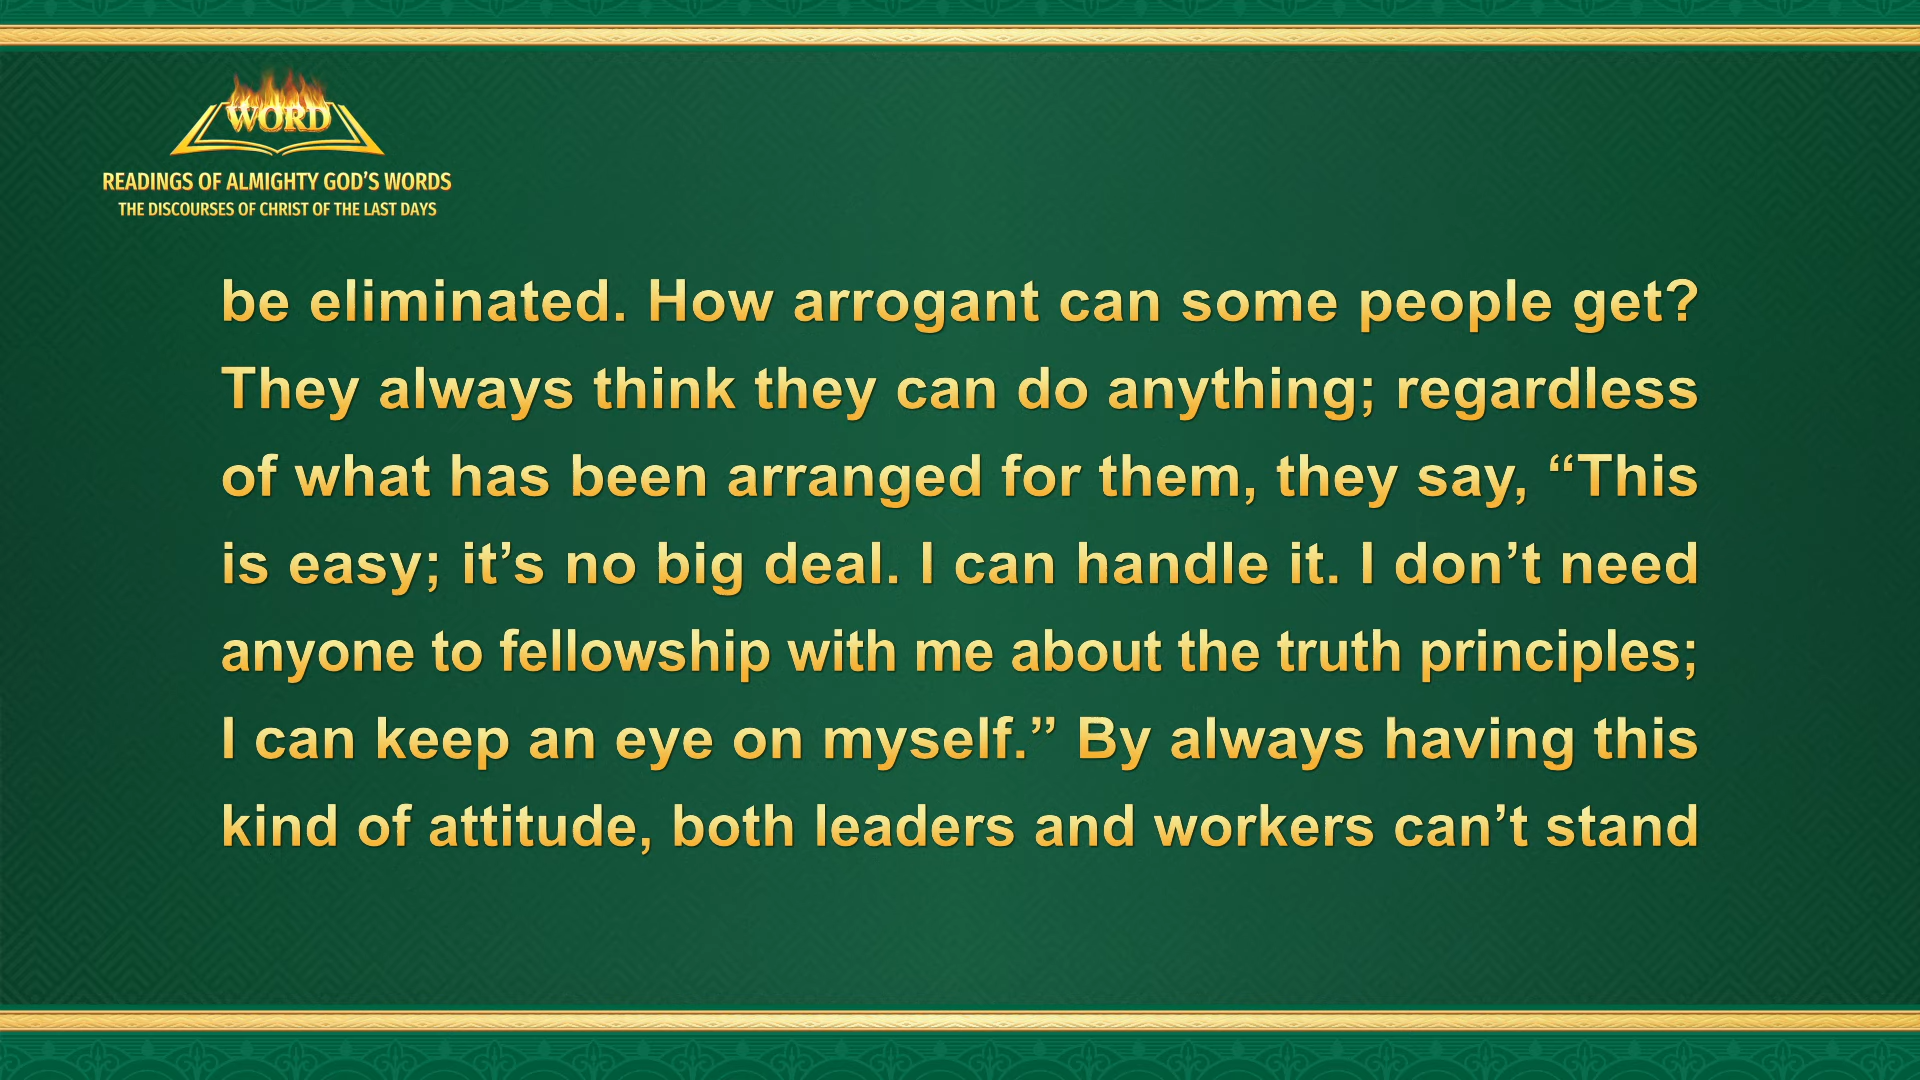 WORD
READINGS OF ALMIGHTY GOD’S WORDS
THE DISCOURSES OF CHRIST OF THE LAST DAYS
be eliminated. How arrogant can some people get?
They always think they can do anything; regardless
of what has been arranged for them, they say, “This
is easy; it’s no big deal. I can handle it. I don’t need
anyone to fellowship with me about the truth principles;
I can keep an eye on myself.” By always having this
kind of attitude, both leaders and workers can’t stand